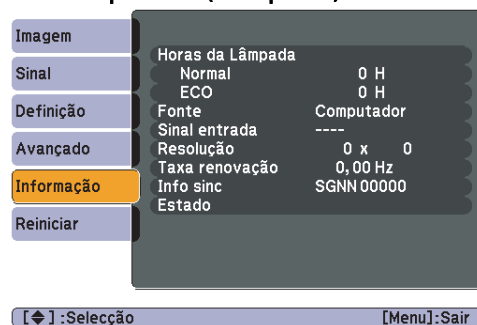 Imagem
Sinal
Definição
Avançado
Informação
Reiniciar
Horas da Lâmpada
Normal 0 H
ECO 0 H
Fonte Computador
Sinal entrada ----
Resolução 0 x 0
Taxa renovação 0,00 Hz
Info sinc SGNN 00000
Estado
[◆] :Selecção [Menu]:Sair